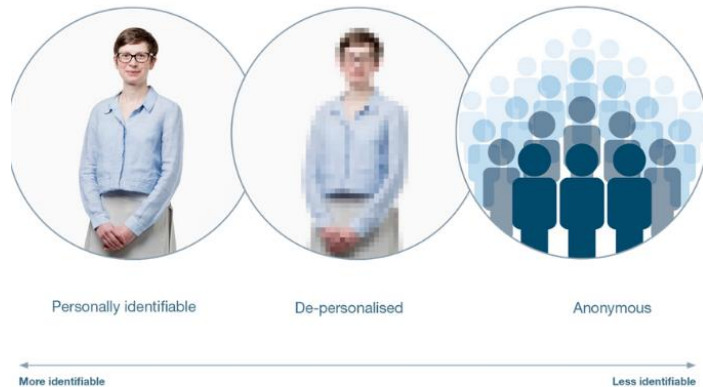 Personally identifiable
De-personalised
Anonymous
More identifiable
Less identifiable